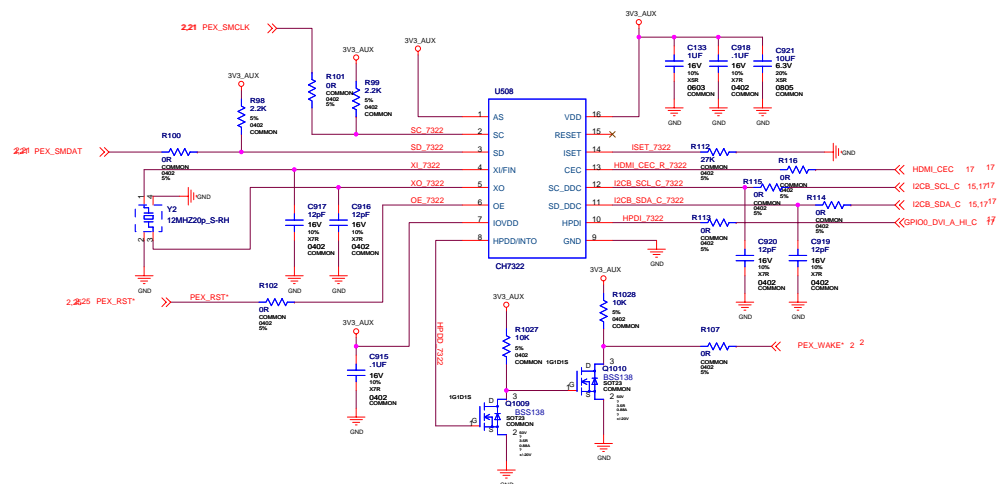 2,21 PEX_SMCLK
3V3_AUX
3V3_AUX
3V3_AUX
3V3_AUX
R98
2.2K
5%
0402
COMMON
R101
0R
COMMON
0402
5%
R99
2.2K
5%
0402
COMMON
C133
1UF
16V
10%
X5R
0603
COMMON
C918
.1UF
16V
10%
X7R
0402
COMMON
C921
10UF
6.3V
20%
X5R
0805
COMMON
GND
GND
GND
2,21 PEX_SMDAT
R100
0R
COMMON
0402
5%
U508
1 AS
2 SC
3 SD
4 XI/FIN
5 XO
6 OE
7 IOVDD
8 HPDD/INTO
VDD 16
RESET 15
ISET 14
CEC 13
SC_DDC 12
SD_DDC 11
HPDI 10
GND 9
CH7322
SC_7322
SD_7322
XI_7322
XO_7322
OE_7322
ISET_7322
HDMI_CEC_R_7322
I2CB_SCL_C_7322
I2CB_SDA_C_7322
HPDI_7322
GND
R112
27K
COMMON
0402
5%
GND
R116
0R
COMMON
0402
5%
HDMI_CEC 17 17
R115
0R
COMMON
0402
5%
I2CB_SCL_C 15,17 17
R114
0R
COMMON
0402
5%
I2CB_SDA_C 15,17 17
R113
0R
COMMON
0402
5%
GPIO0_DVI_A_HI_C 17
1
4
GND
Y2
12MHZ20p_S-RH
2
3
GND
C917
12pF
16V
10%
X7R
0402
COMMON
GND
C916
12pF
16V
10%
X7R
0402
COMMON
GND
C920
12pF
16V
10%
X7R
0402
COMMON
GND
C919
12pF
16V
10%
X7R
0402
COMMON
GND
PEX_RST*
PEX_RST*
R102
0R
COMMON
0402
5%
3V3_AUX
C915
.1UF
16V
10%
X7R
0402
COMMON
GND
HPDD_7322
3V3_AUX
R1027
10K
5%
0402
COMMON
3V3_AUX
R1028
10K
5%
0402
COMMON
R107
0R
COMMON
0402
5%
PEX_WAKE* 2 2
1G1D1S
1
G
D
S
3
2
Q1009
BSS138
SOT23
COMMON
GND
1G1D1S
1
G
D
S
3
2
Q1010
BSS138
SOT23
COMMON
GND